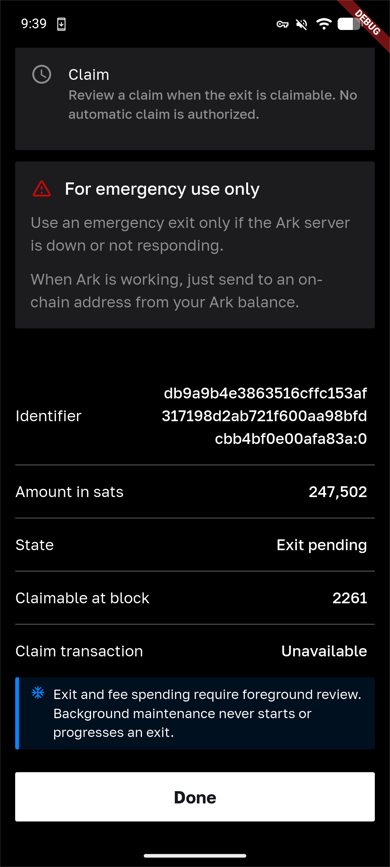 9:39
DEBUG
Claim
Review a claim when the exit is claimable. No
automatic claim is authorized.
For emergency use only
Use an emergency exit only if the Ark server
is down or not responding.
When Ark is working, just send to an on-
chain address from your Ark balance.
Identifier
db9a9b4e3863516cffc153af
317198d2ab721f600aa98bfd
cbb4bf0e00afa83a:0
Amount in sats 247,502
State Exit pending
Claimable at block 2261
Claim transaction Unavailable
Exit and fee spending require foreground review.
Background maintenance never starts or
progresses an exit.
Done